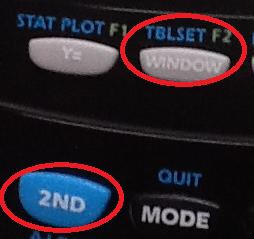 STAT PLOT F1 TBLSET F2
Y= WINDOW
QUIT
2ND MODE